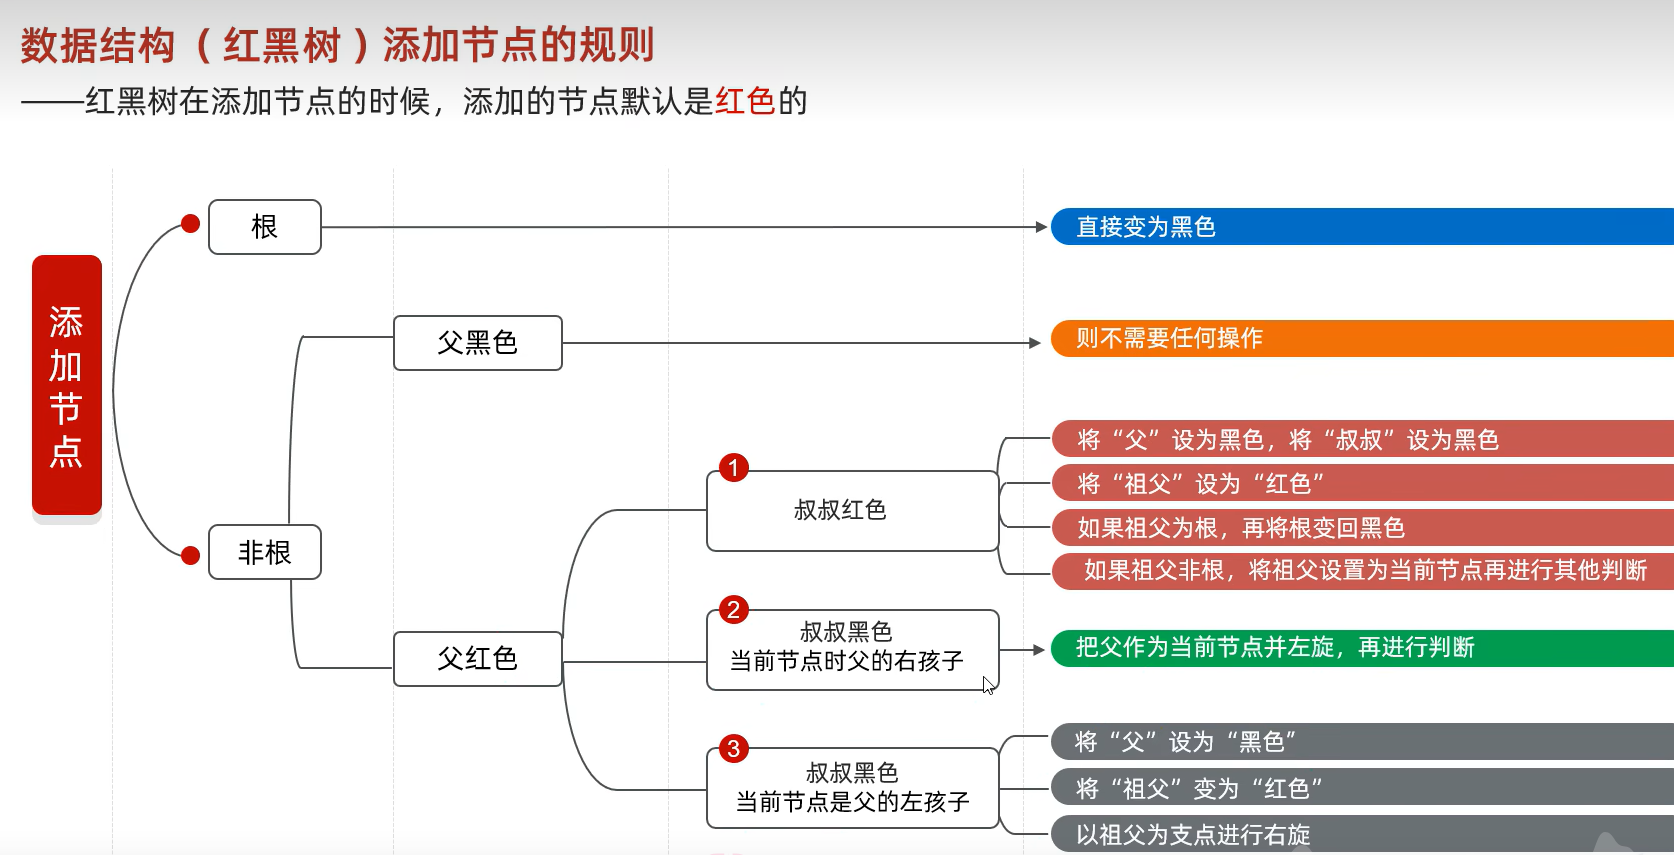 数据结构（红黑树）添加节点的规则
——红黑树在添加节点的时候，添加的节点默认是红色的
添加节点
根
直接变为黑色
父黑色
则不需要任何操作
非根
父红色
1
叔叔红色
将“父”设为黑色，将“叔叔”设为黑色
将“祖父”设为“红色”
如果祖父为根，再将根变回黑色
如果祖父非根，将祖父设置为当前节点再进行其他判断
2
叔叔黑色
当前节点时父的右孩子
把父作为当前节点并左旋，再进行判断
3
叔叔黑色
当前节点是父的左孩子
将“父”设为“黑色”
将“祖父”变为“红色”
以祖父为支点进行右旋